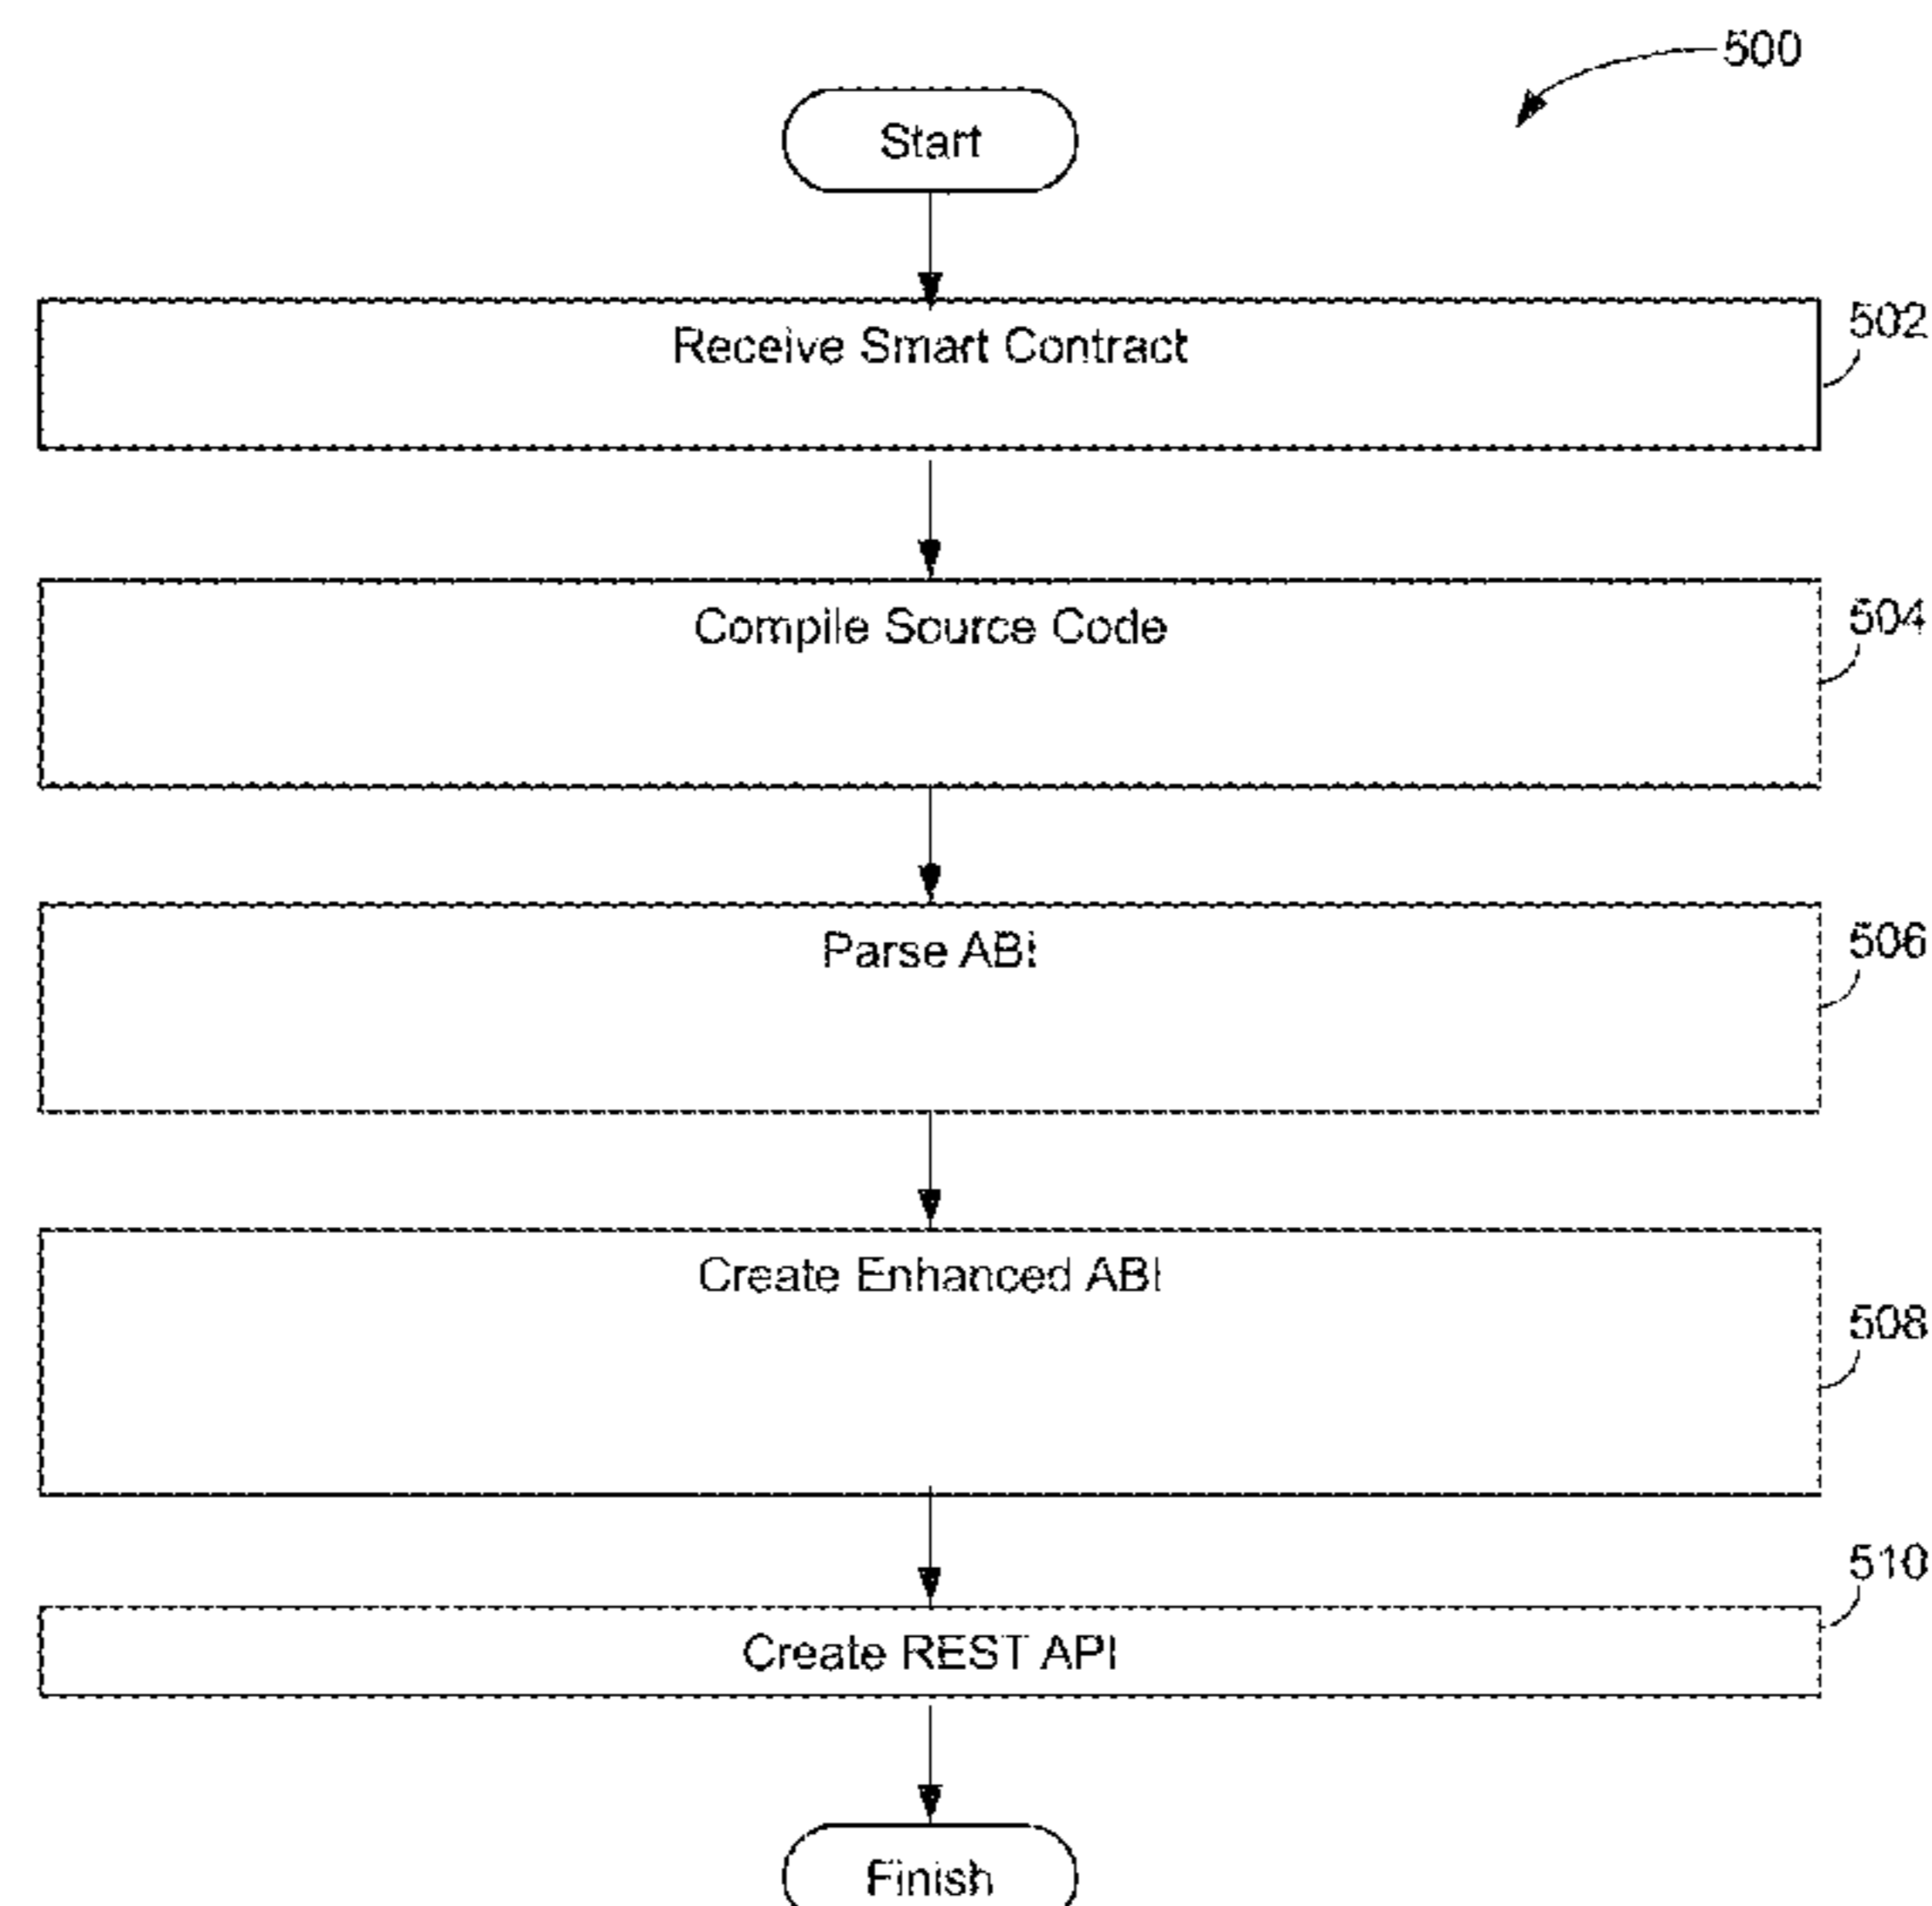 500
Start
Receive Smart Contract
502
Compile Source Code
504
Parse ABI
506
Create Enhanced ABI
508
510
Create REST API
Finish